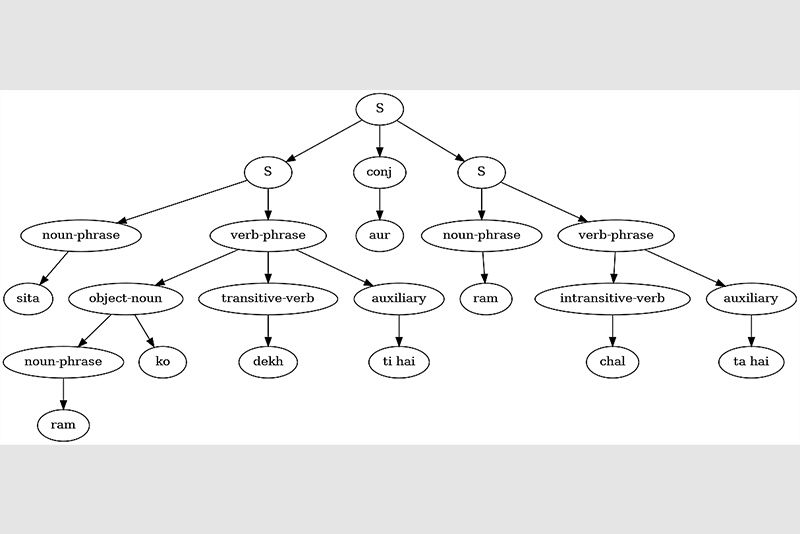 S
S conj S
noun-phrase verb-phrase aur noun-phrase verb-phrase
sita object-noun transitive-verb auxiliary ram intransitive-verb auxiliary
noun-phrase ko dekh ti hai chal ta hai
ram